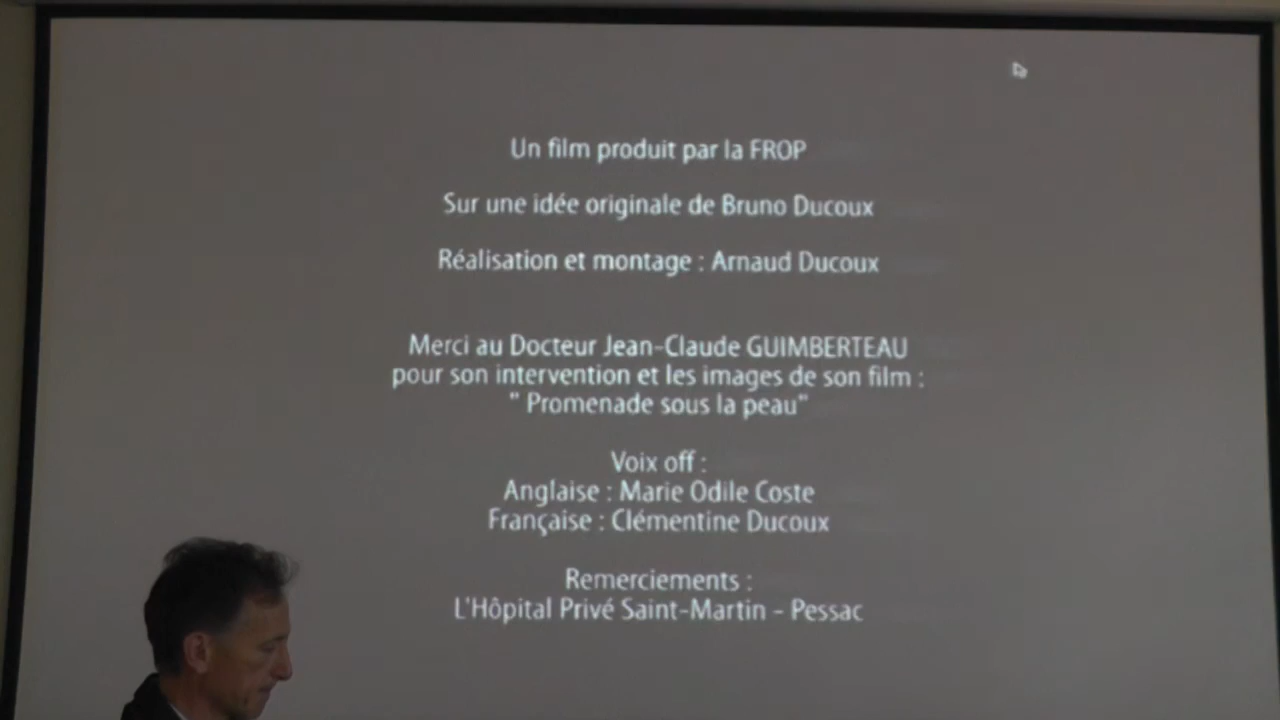 Un film produit par la FROP
Sur une idée originale de Bruno Ducoux
Réalisation et montage : Arnaud Ducoux
Merci au Docteur Jean-Claude GUIMBERTEAU
pour son intervention et les images de son film :
" Promenade sous la peau"
Voix off :
Anglaise : Marie Odile Coste
Française : Clémentine Ducoux
Remerciements :
L'Hôpital Privé Saint-Martin - Pessac